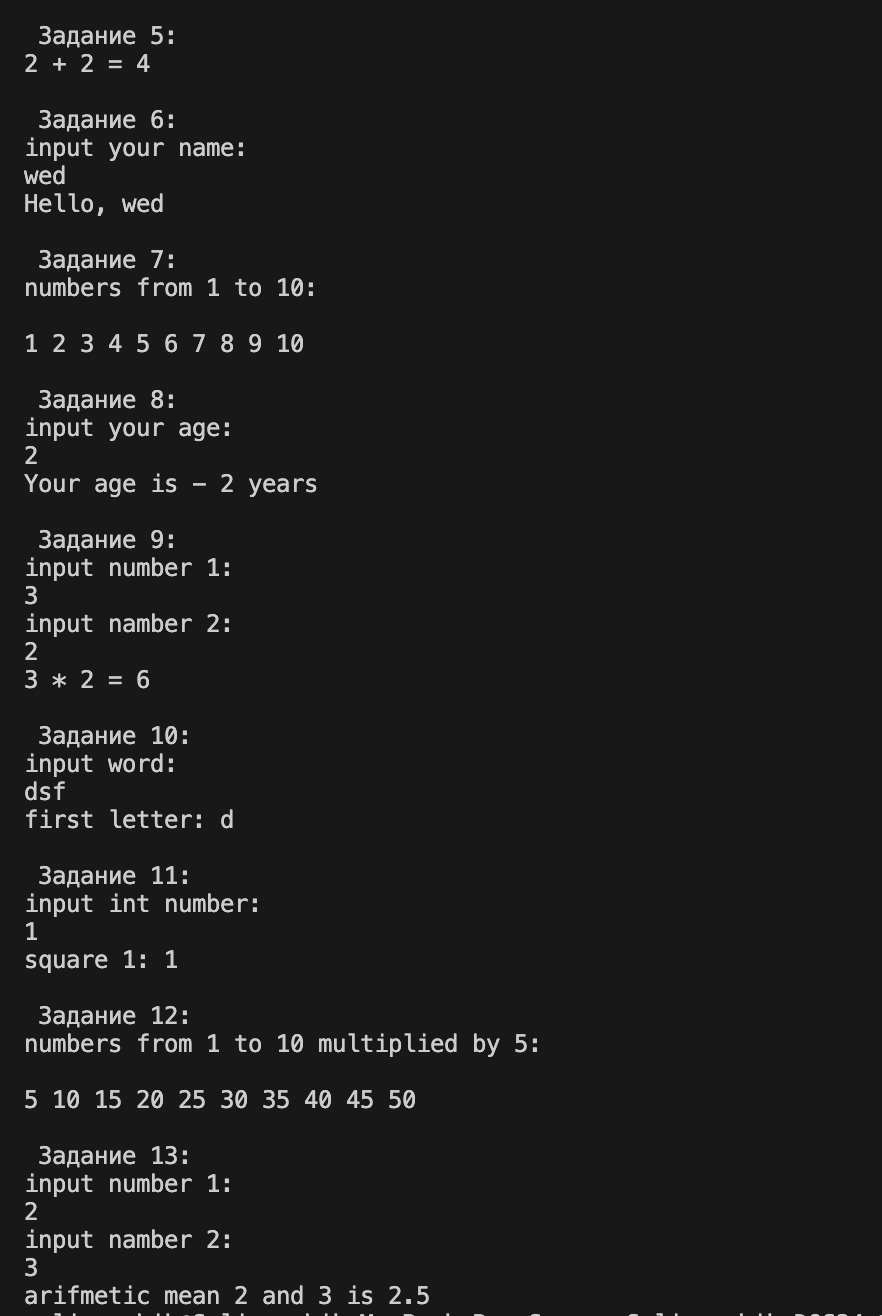 Задание 5:
2 + 2 = 4
Задание 6:
input your name:
wed
Hello, wed
Задание 7:
numbers from 1 to 10:
1 2 3 4 5 6 7 8 9 10
Задание 8:
input your age:
2
Your age is – 2 years
Задание 9:
input number 1:
3
input namber 2:
2
3 * 2 = 6
Задание 10:
input word:
dsf
first letter: d
Задание 11:
input int number:
1
square 1: 1
Задание 12:
numbers from 1 to 10 multiplied by 5:
5 10 15 20 25 30 35 40 45 50
Задание 13:
input number 1:
2
input namber 2:
3
arifmetic mean 2 and 3 is 2.5